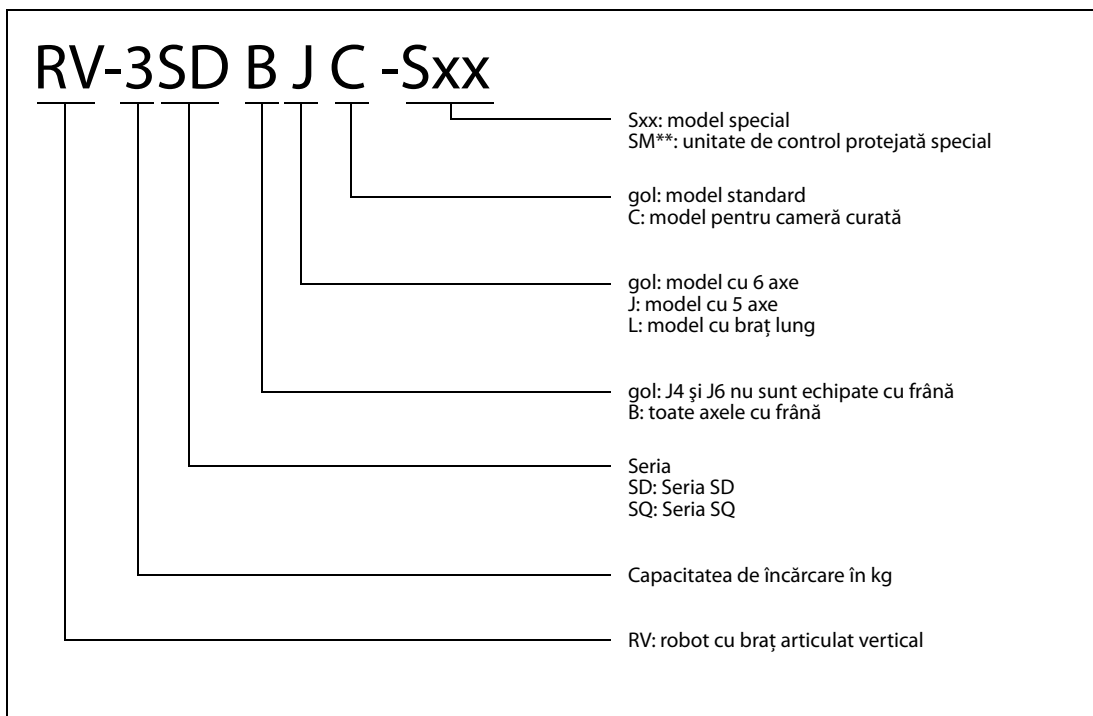 RV-3SD B J C -Sxx
Sxx: model special
SM**: unitate de control protejată special
gol: model standard
C: model pentru cameră curată
gol: model cu 6 axe
J: model cu 5 axe
L: model cu braţ lung
gol: J4 şi J6 nu sunt echipate cu frână
B: toate axele cu frână
Seria
SD: Seria SD
SQ: Seria SQ
Capacitatea de încărcare în kg
RV: robot cu braţ articulat vertical